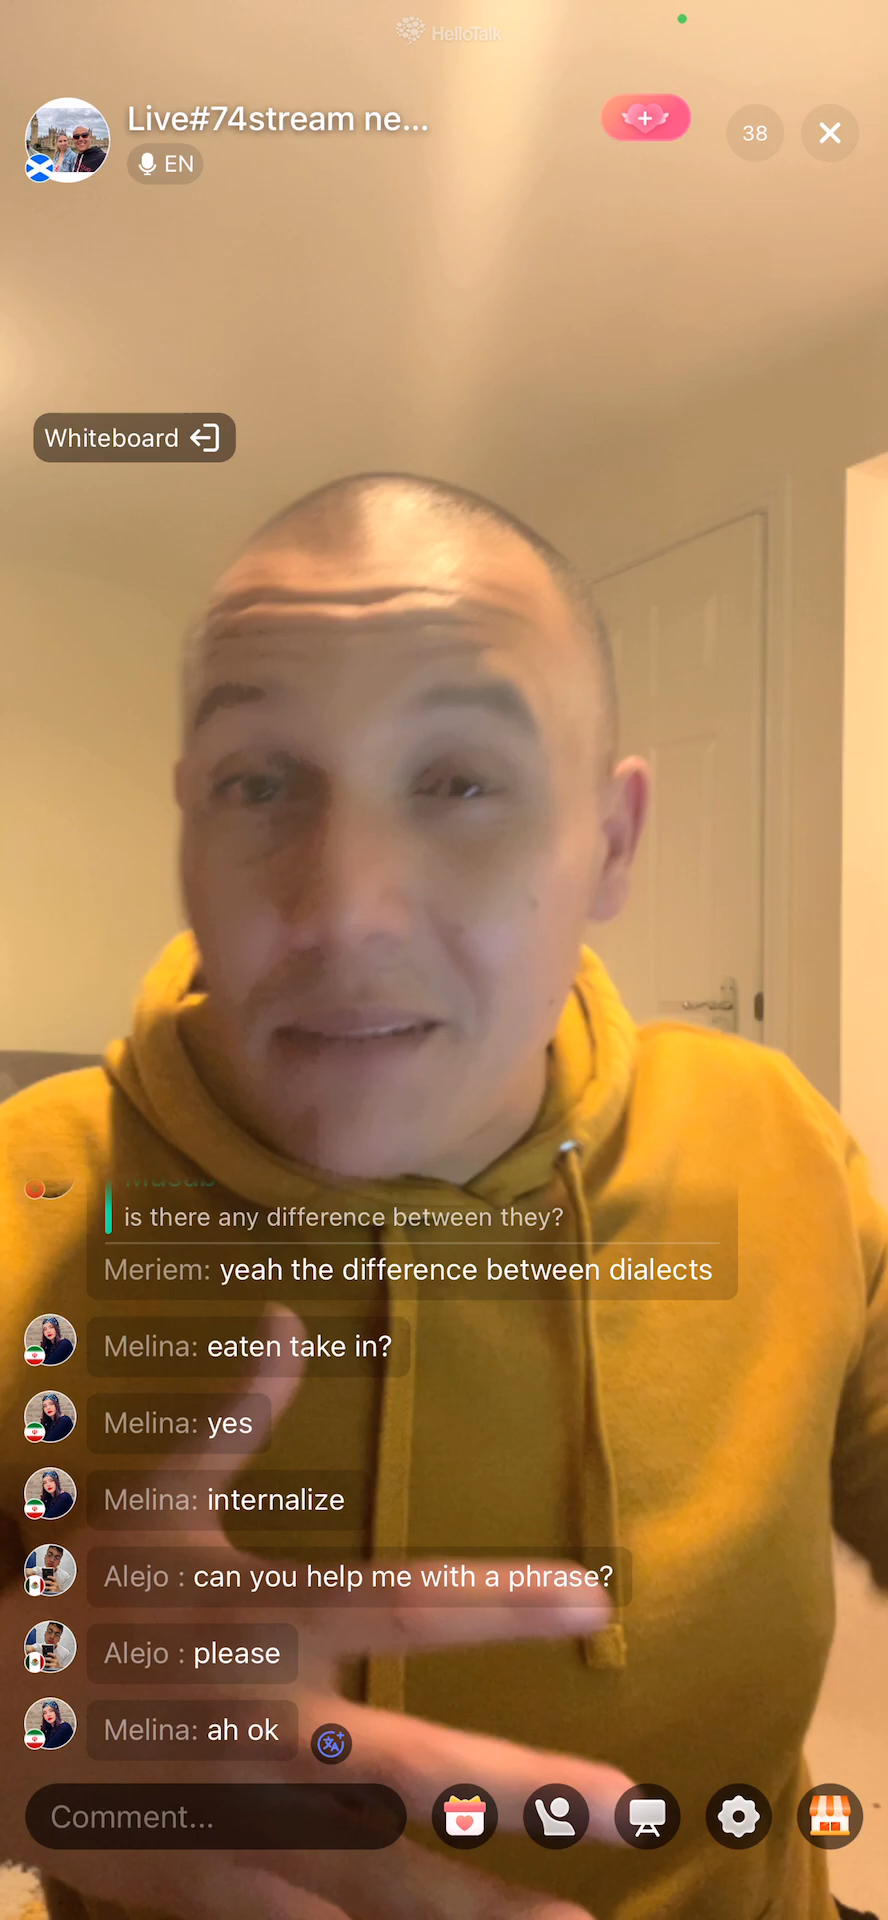 HelloTalk
Live#74stream ne...
EN
38
Whiteboard
is there any difference between they?
Meriem: yeah the difference between dialects
Melina: eaten take in?
Melina: yes
Melina: internalize
Alejo : can you help me with a phrase?
Alejo : please
Melina: ah ok
Comment...